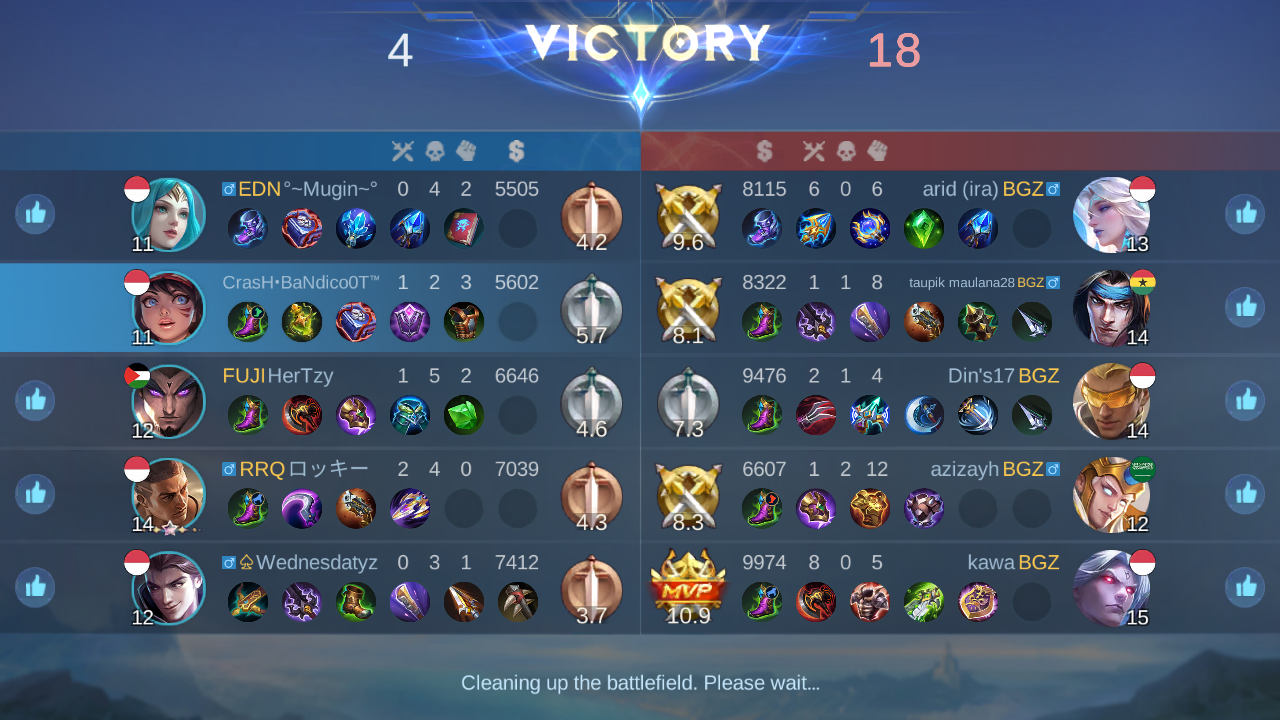 4 VICTORY 18
EDN°~Mugin~° 0 4 2 5505
11 4.2
8115 6 0 6 arid (ira) BGZ
9.6 13
CrasH•BaNdico0T™ 1 2 3 5602
11 5.7
8322 1 1 8 taupik maulana28 BGZ
8.1 14
FUJI HerTzy 1 5 2 6646
12 4.6
9476 2 1 4 Din's17 BGZ
7.3 14
RRQ ロッキー 2 4 0 7039
14 4.3
6607 1 2 12 azizayh BGZ
8.3 12
♤Wednesdatyz 0 3 1 7412
12 3.7
9974 8 0 5 kawa BGZ
MVP
10.9 15
Cleaning up the battlefield. Please wait...